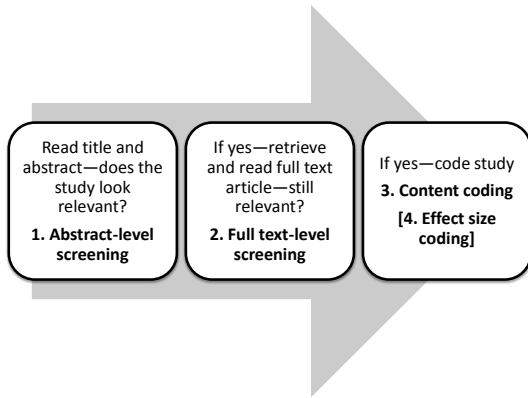 Read title and
abstract—does the
study look
relevant?
1. Abstract-level
screening
If yes—retrieve
and read full text
article—still
relevant?
2. Full text-level
screening
If yes—code study
3. Content coding
[4. Effect size
coding]